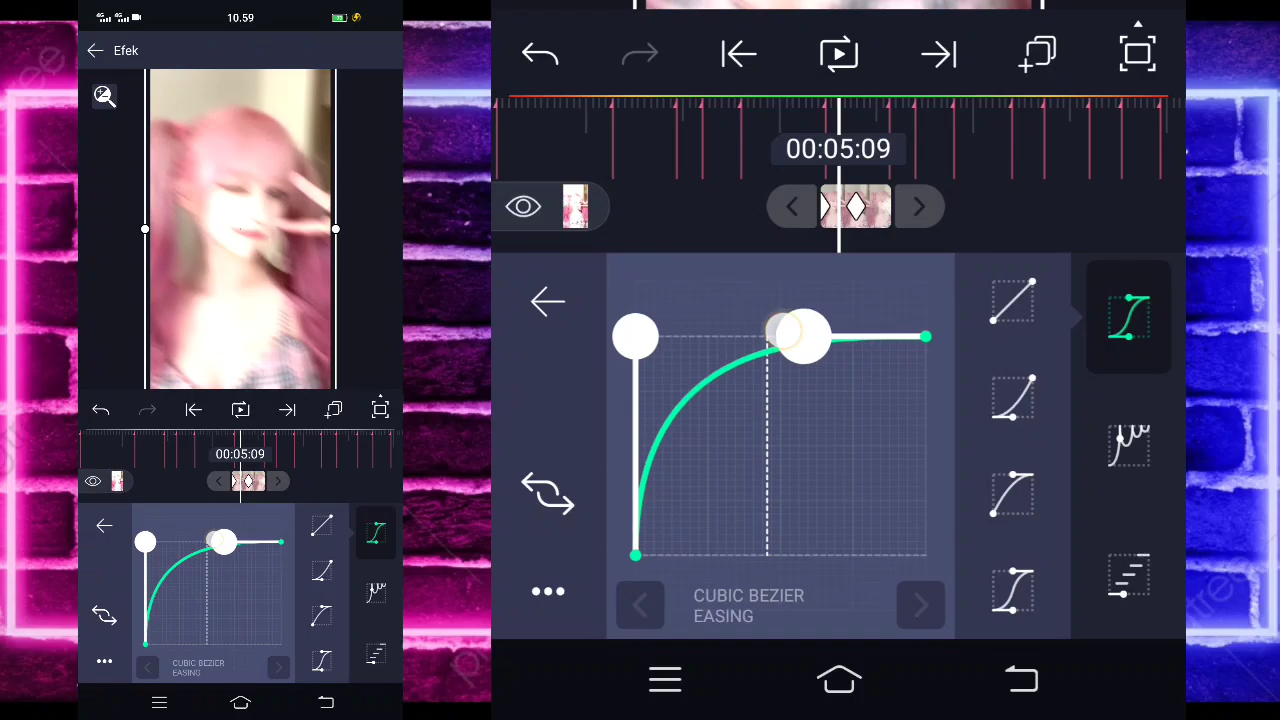 10.59
Efek
00:05:09
CUBIC BEZIER
EASING
00:05:09
CUBIC BEZIER
EASING